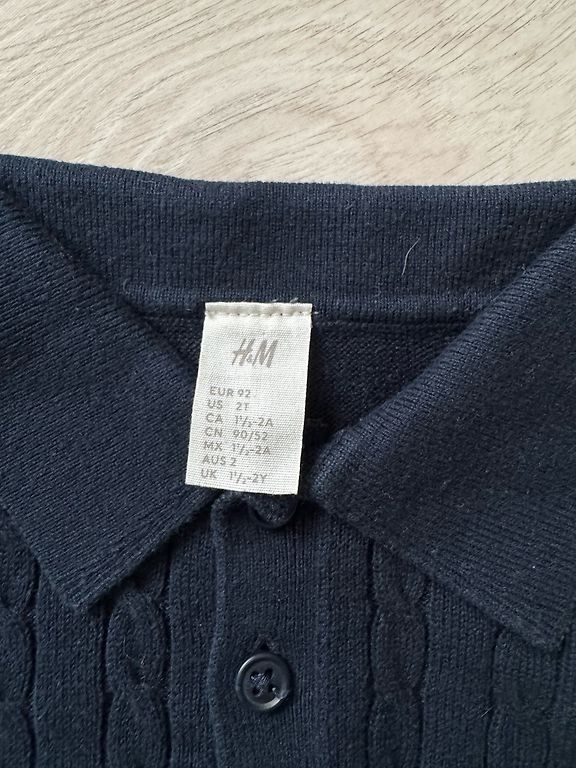 H&M
EUR 92
US 2T
CA 1½-2A
CN 90/52
MX 1½-2A
AUS 2
UK 1½-2Y